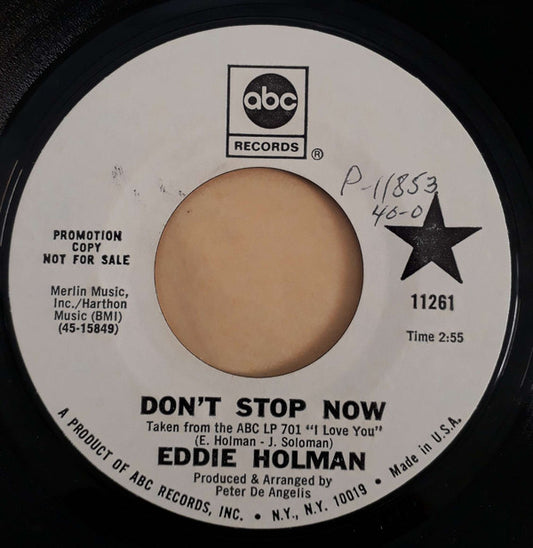 abc
RECORDS
®
P-11853
40-0
PROMOTION
COPY
NOT FOR SALE
Merlin Music,
Inc./Harthon
Music (BMI)
(45-15849)
11261
Time 2:55
DON'T STOP NOW
Taken from the ABC LP 701 "I Love You"
(E. Holman - J. Soloman)
EDDIE HOLMAN
Produced & Arranged by
Peter De Angelis
A PRODUCT OF ABC RECORDS, INC. • N.Y., N.Y. 10019 • Made in U.S.A.